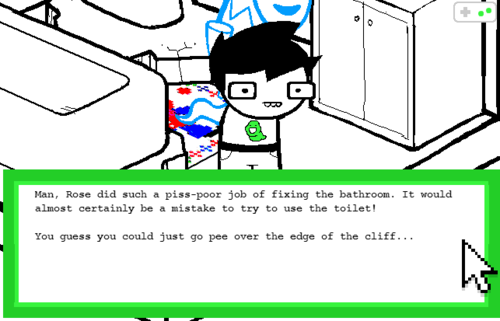 Man, Rose did such a piss-poor job of fixing the bathroom. It would
almost certainly be a mistake to try to use the toilet!
You guess you could just go pee over the edge of the cliff...